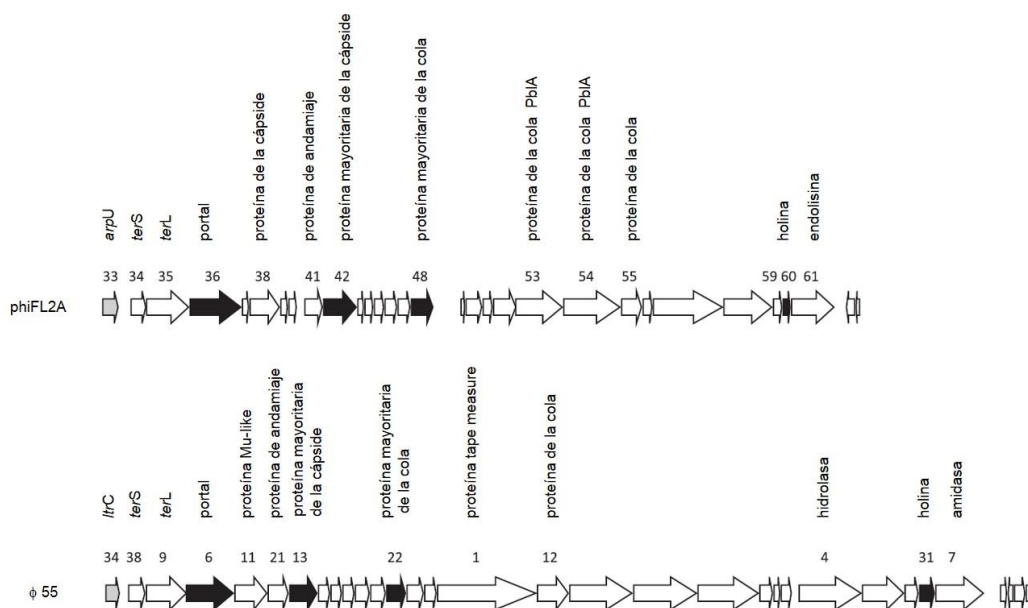 arpU
terS
terL
portal
proteína de la cápside
proteína de andamiaje
proteína mayoritaria de la cápside
proteína mayoritaria de la cola
proteína de la cola PblA
proteína de la cola PblA
proteína de la cola
holina
endolisina
33 34 35 36 38 41 42 48 53 54 55 59 60 61
phiFL2A
ltrC
terS
terL
portal
proteína Mu-like
proteína de andamiaje
proteína mayoritaria
de la cápside
proteína mayoritaria
de la cola
proteína tape measure
proteína de la cola
hidrolasa
holina
amidasa
34 38 9 6 11 21 13 22 1 12 4 31 7
ϕ 55